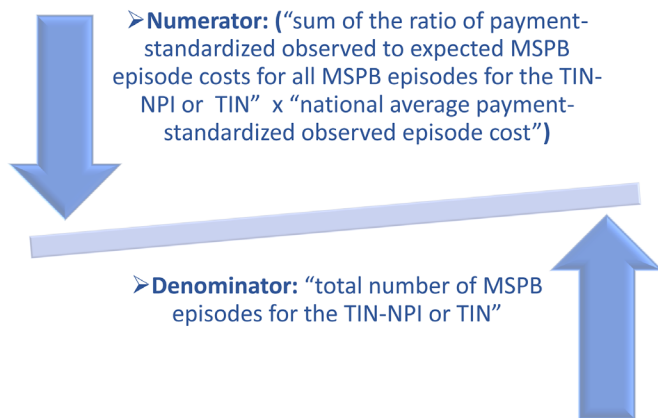 ➢Numerator: (“sum of the ratio of payment-
standardized observed to expected MSPB
episode costs for all MSPB episodes for the TIN-
NPI or  TIN”  x “national average payment-
standardized observed episode cost”)
➢Denominator: “total number of MSPB
episodes for the TIN-NPI or TIN”